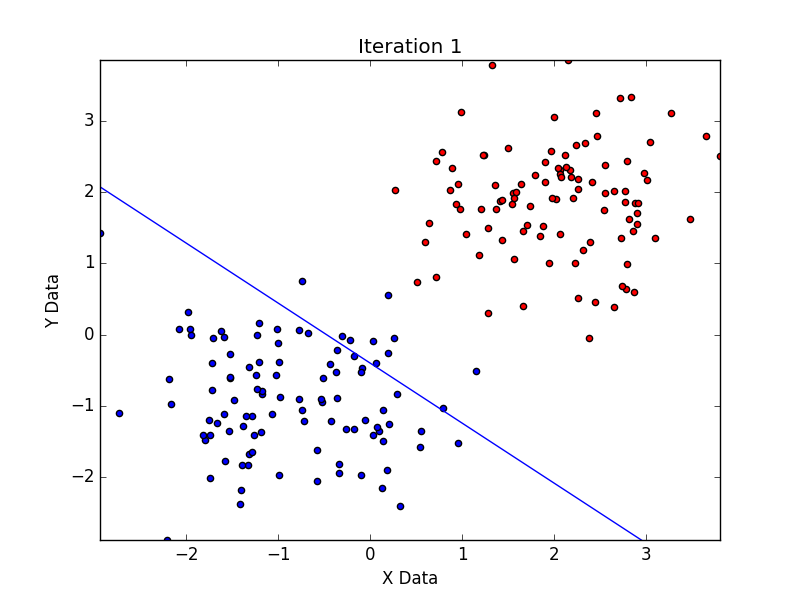 Iteration 1
3
2
1
0
−1
−2
Y Data
−2 −1 0 1 2 3
X Data